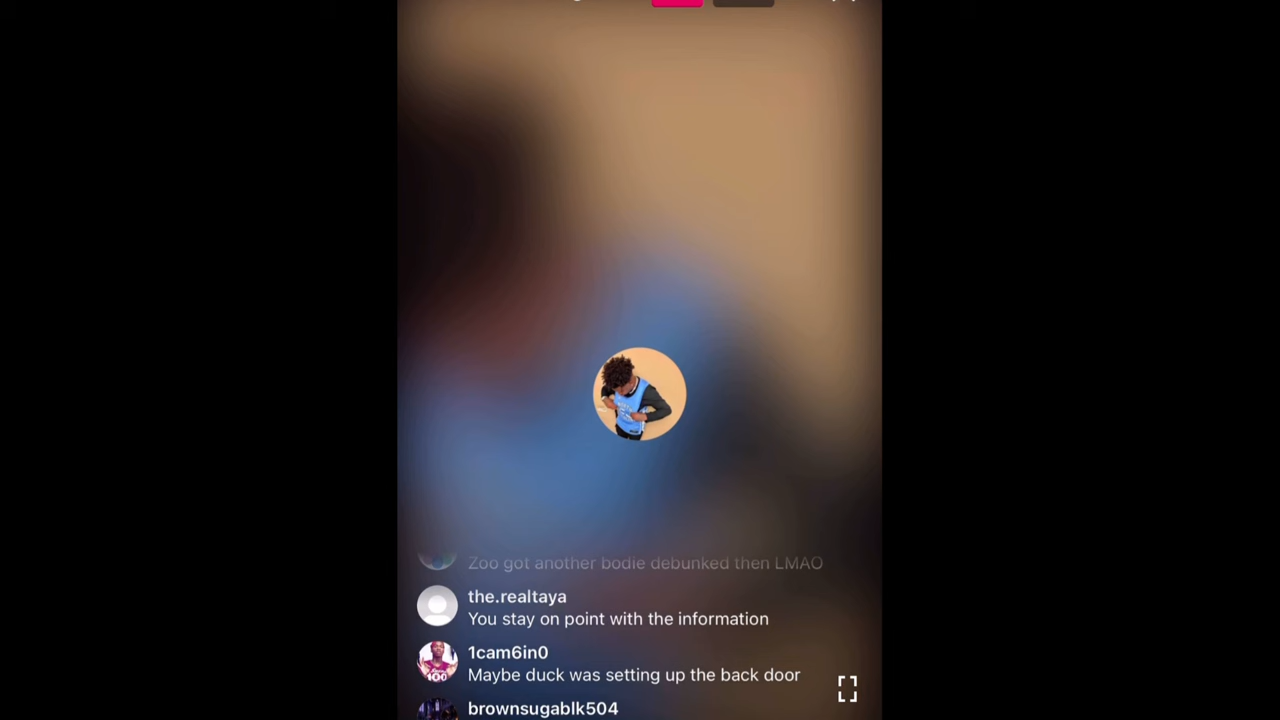 Zoo got another bodie debunked then LMAO
the.realtaya
You stay on point with the information
1cam6in0
Maybe duck was setting up the back door
brownsugablk504